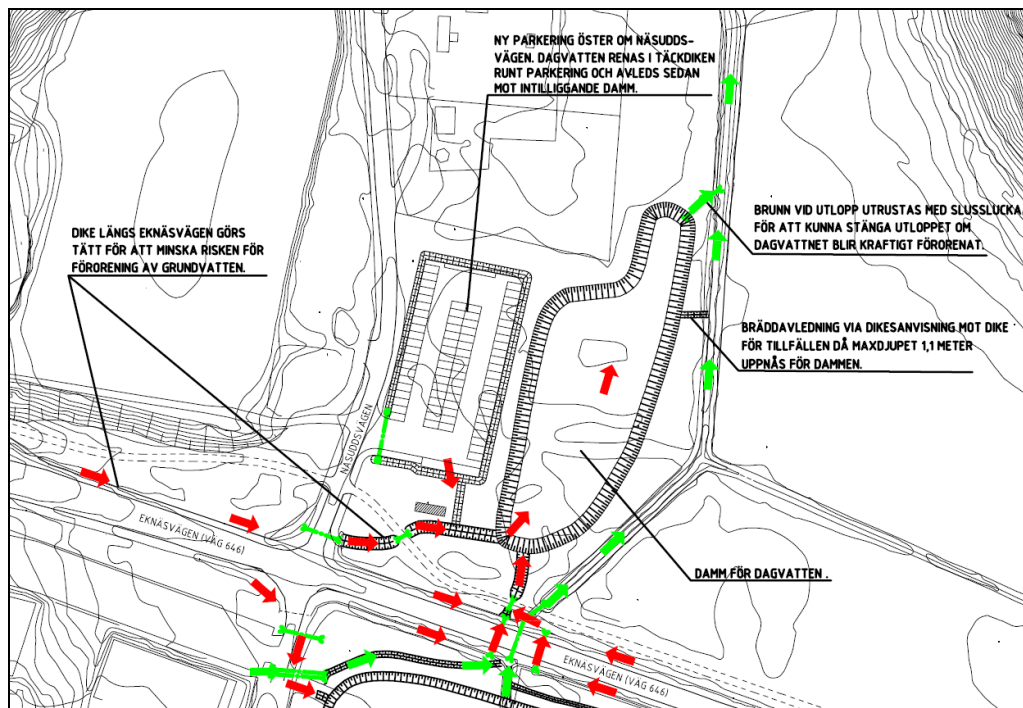 NY PARKERING ÖSTER OM NÄSUDDS-
VÄGEN. DAGVATTEN RENAS I TÄCKDIKEN
RUNT PARKERING OCH AVLEDS SEDAN
MOT INTILLIGGANDE DAMM.
BRUNN VID UTLOPP UTRUSTAS MED SLUSSLUCKA
FÖR ATT KUNNA STÄNGA UTLOPPET OM
DAGVATTNET BLIR KRAFTIGT FÖRORENAT.
DIKE LÄNGS EKNÄSVÄGEN GÖRS
TÄTT FÖR ATT MINSKA RISKEN FÖR
FÖRORENING AV GRUNDVATTEN.
BRÄDDAVLEDNING VIA DIKESANVISNING MOT DIKE
FÖR TILLFÄLLEN DÅ MAXDJUPET 1,1 METER
UPPNÅS FÖR DAMMEN.
NÄSUDDSVÄGEN
EKNÄSVÄGEN (VÄG 646)
DAMM FÖR DAGVATTEN .
EKNÄSVÄGEN (VÄG 646)